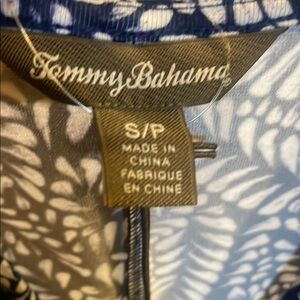 Tommy Bahama
S/P
MADE IN
CHINA
FABRIQUE
EN CHINE